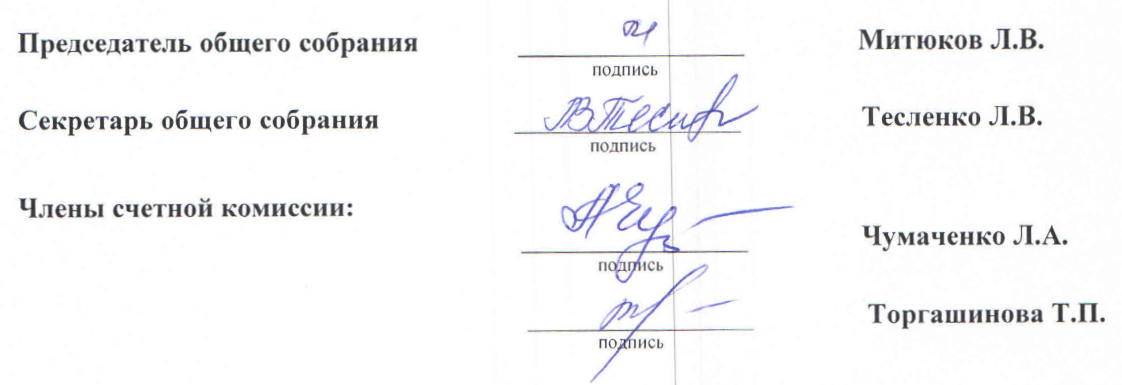 Председатель общего собрания Митюков Л.В.
подпись
Секретарь общего собрания Тесленко Л.В.
подпись
Члены счетной комиссии:
Чумаченко Л.А.
подпись
Торгашинова Т.П.
подпись